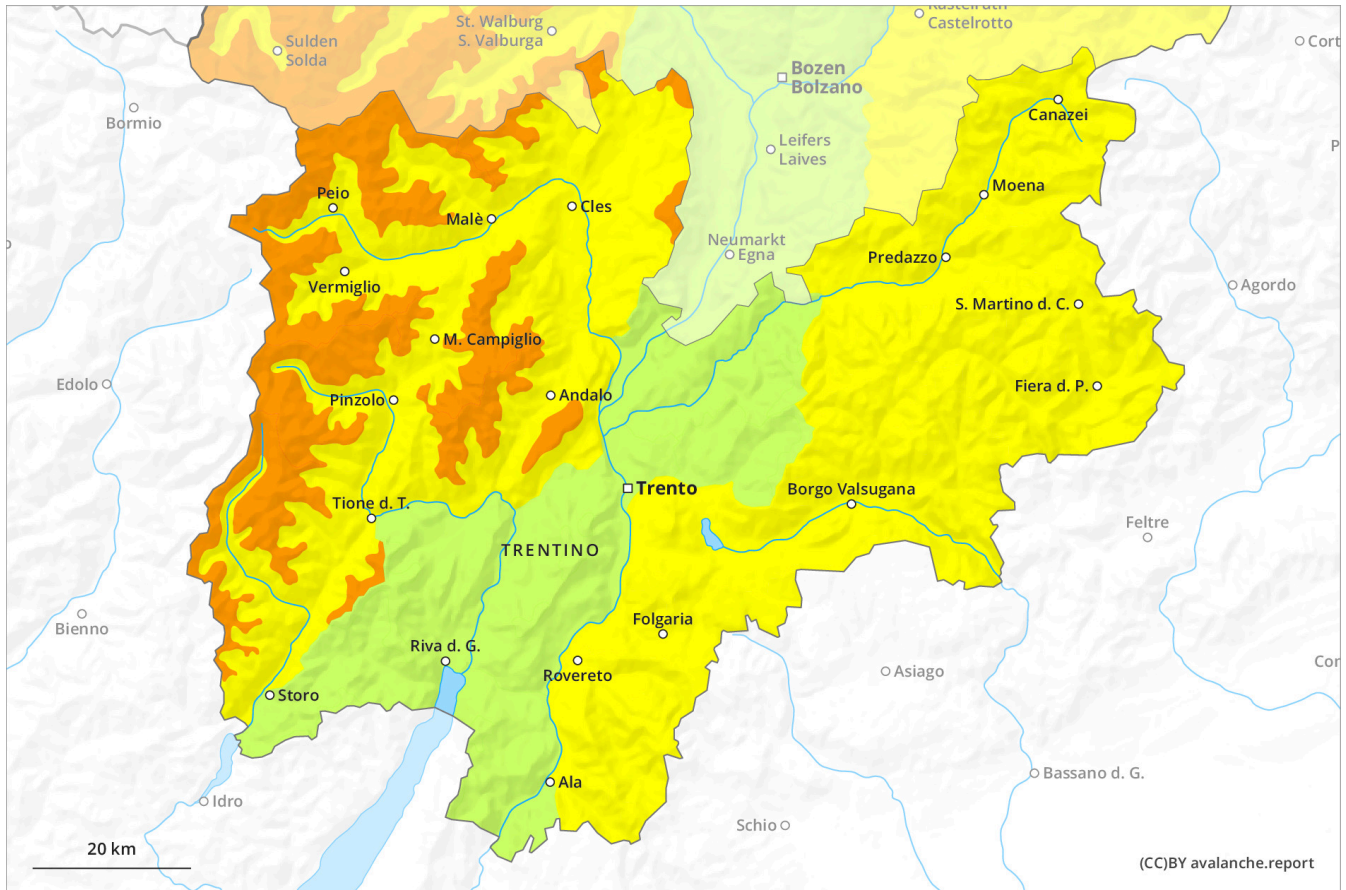 St. Walburg
S. Valburga
Kastelruth
Castelrotto
Sulden
Solda
Cort
Bozen
Bolzano
Bormio
Canazei
Leifers
Laives
Peio
Moena
Malè
Cles
Neumarkt
Egna
Predazzo
Vermiglio
Agordo
S. Martino d. C.
M. Campiglio
Edolo
Fiera d. P.
Pinzolo
Andalo
Trento
Borgo Valsugana
Tione d. T.
Feltre
TRENTINO
Bienno
Folgaria
Riva d. G.
Rovereto
Asiago
Cor
Storo
Bassano d. G.
Ala
Idro
Schio
20 km
(CC)BY avalanche.report